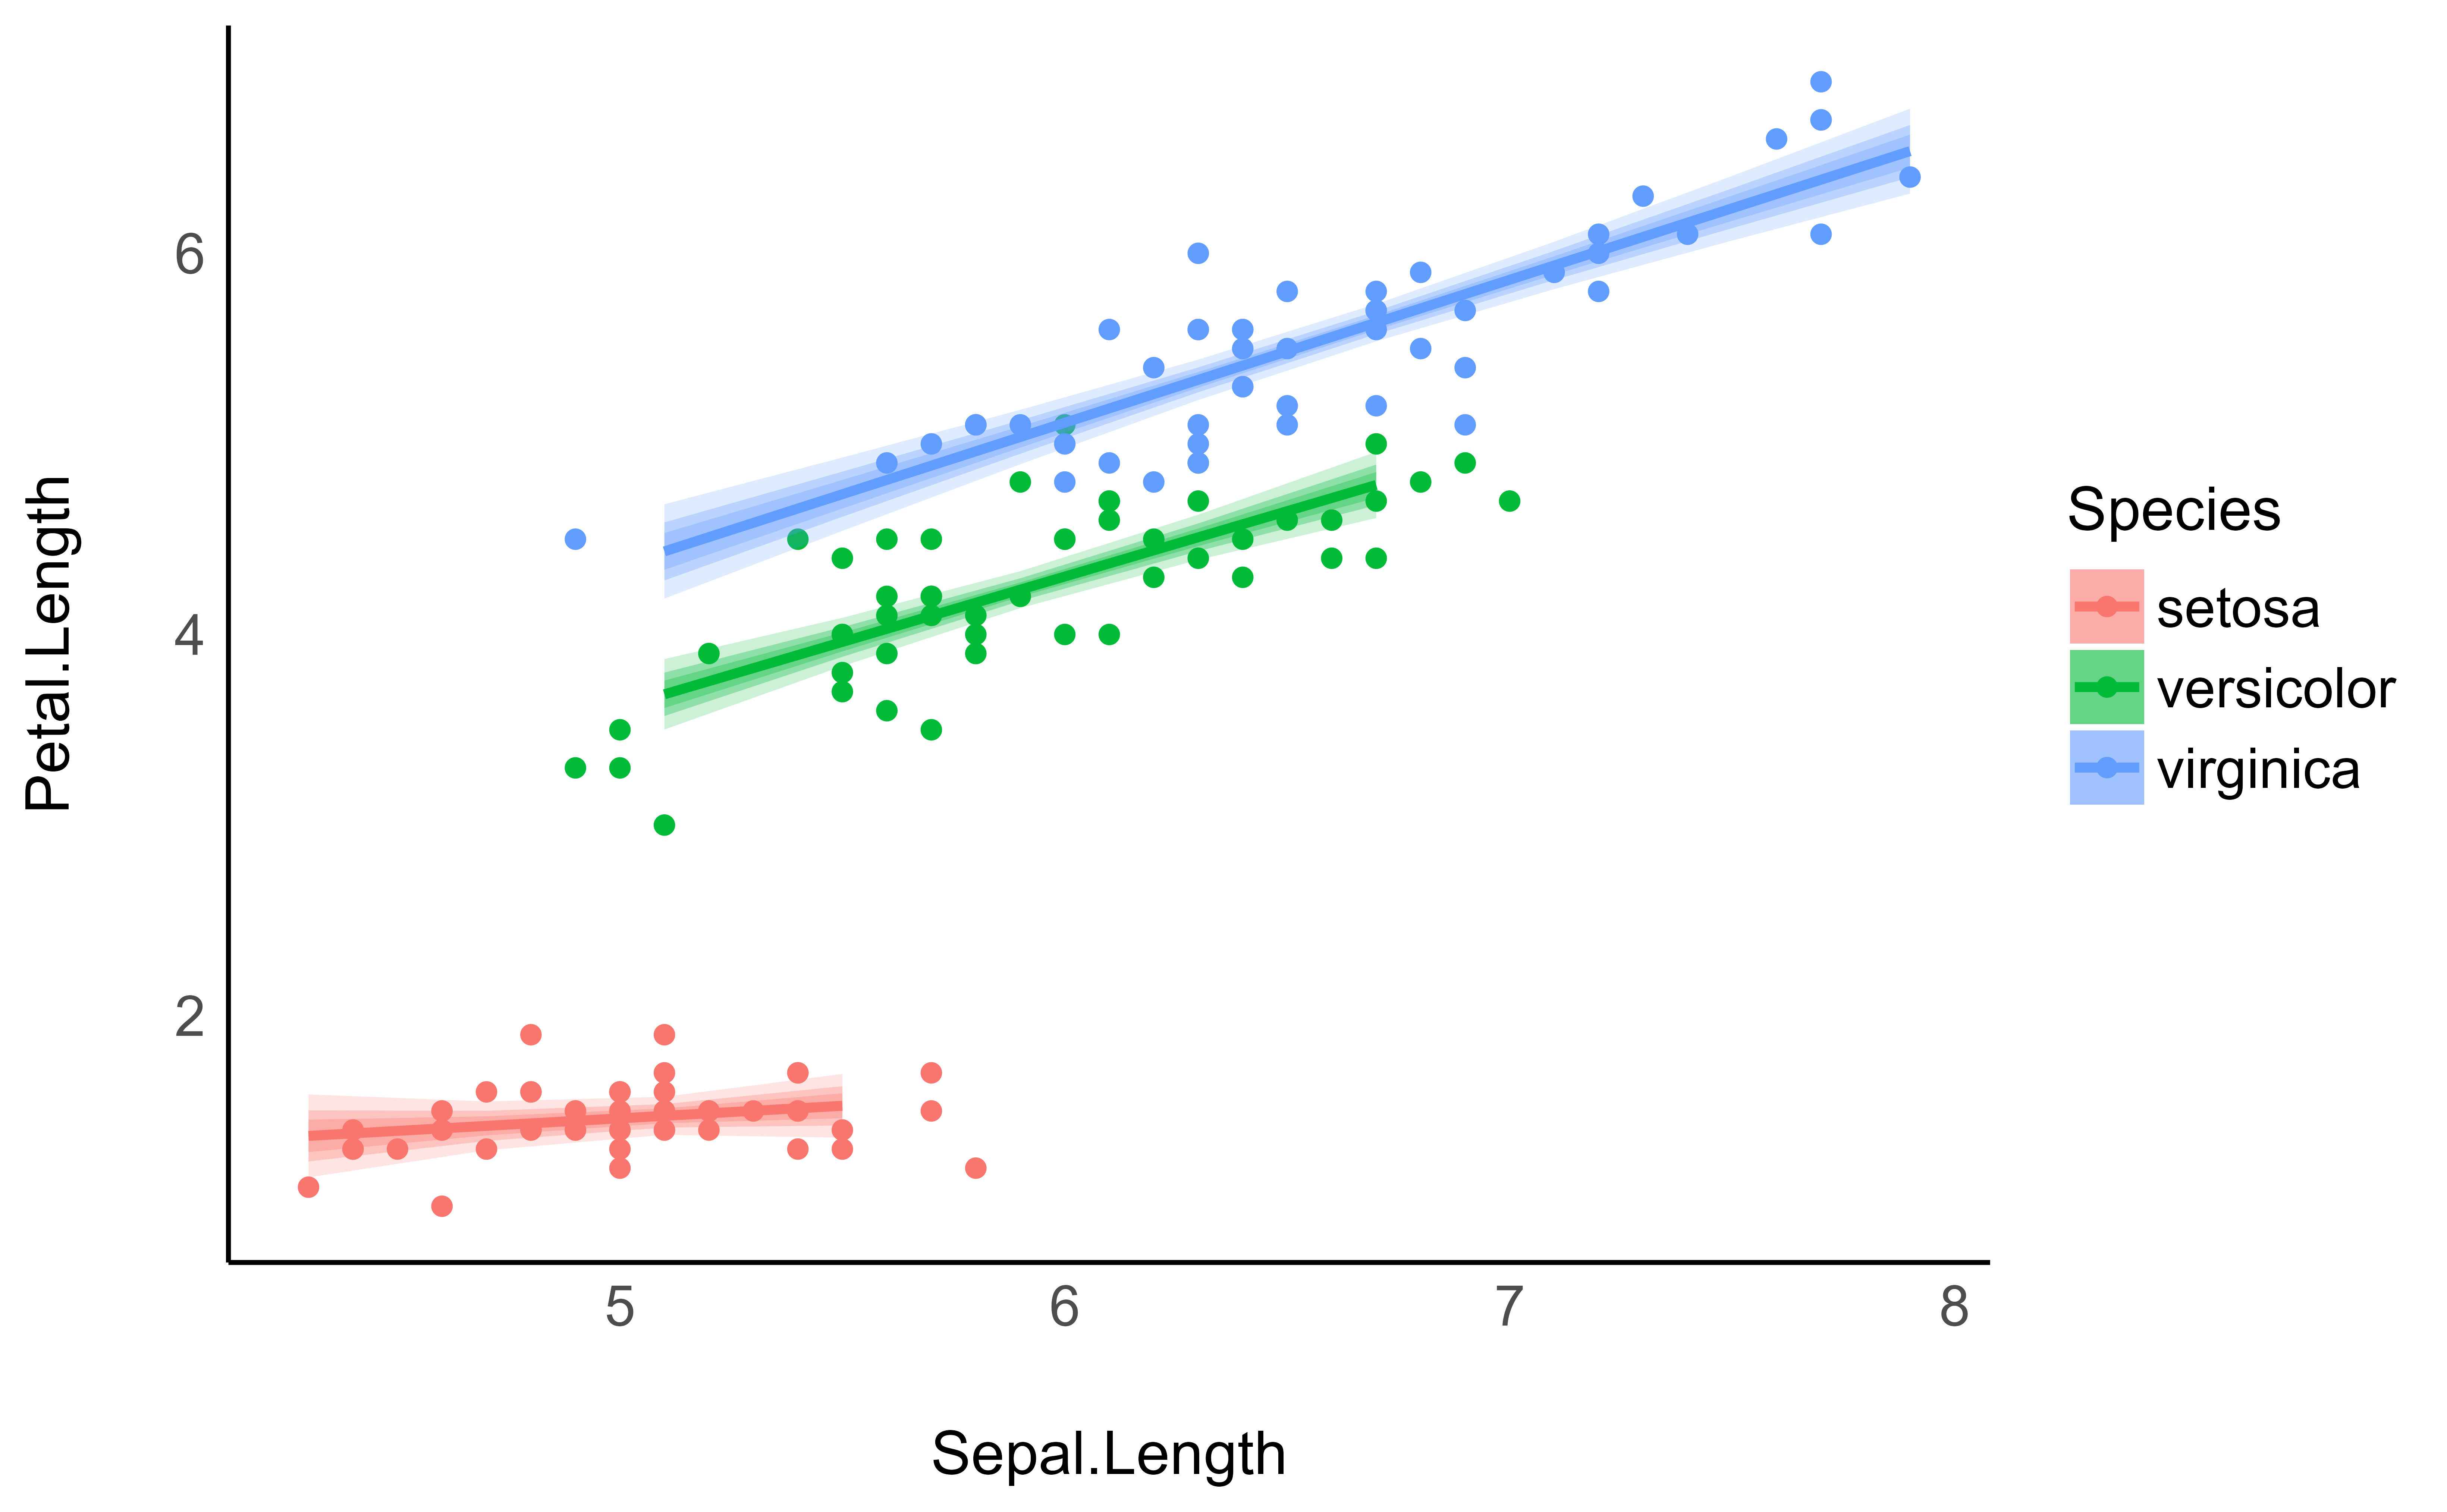 Petal.Length
6
4
2
5 6 7 8
Sepal.Length
Species
setosa
versicolor
virginica